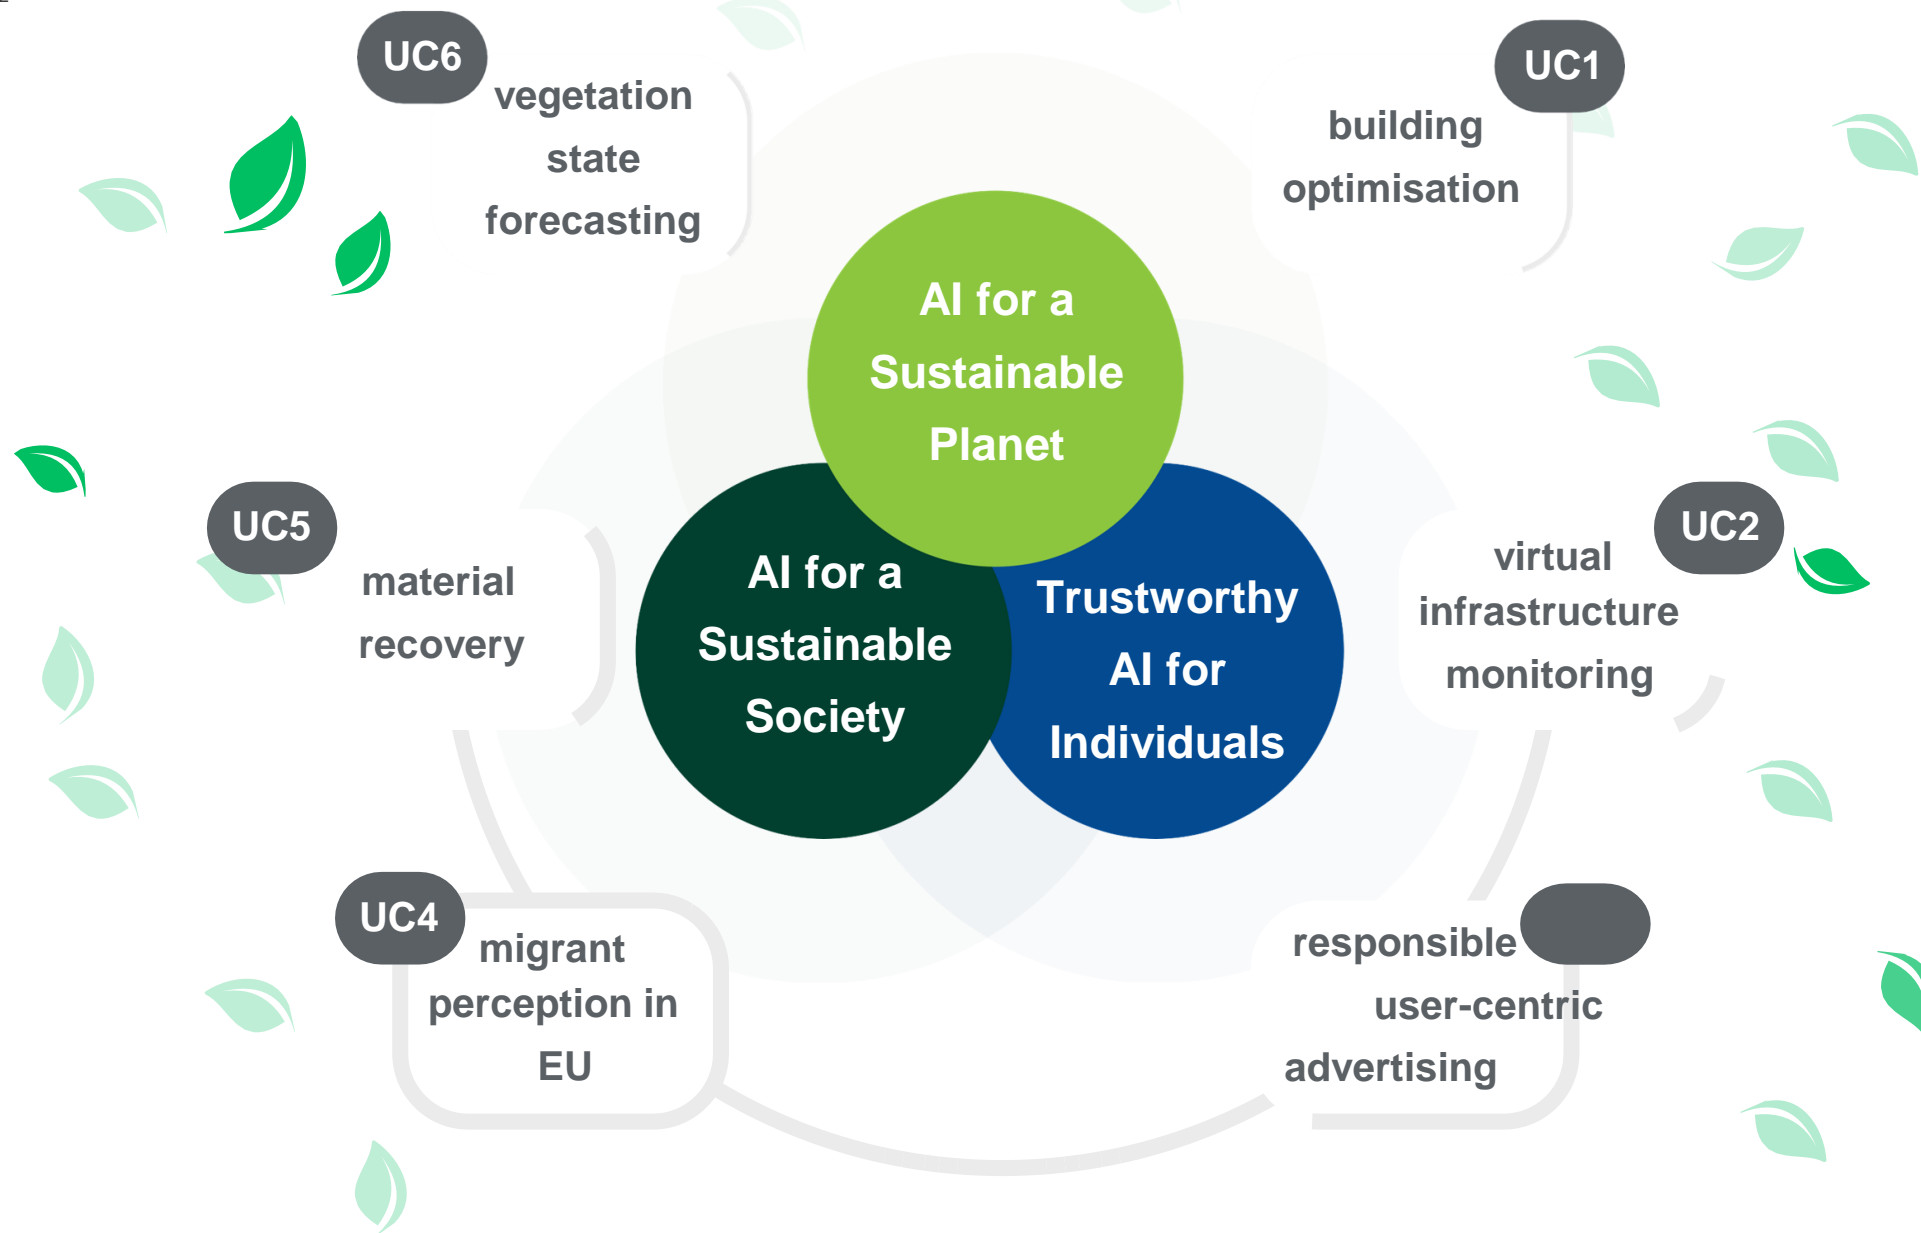 UC6
vegetation
state
forecasting
UC1
building
optimisation
AI for a
Sustainable
Planet
UC5
material
recovery
AI for a
Sustainable
Society
Trustworthy
AI for
Individuals
UC2
virtual
infrastructure
monitoring
UC4
migrant
perception in
EU
responsible
user-centric
advertising